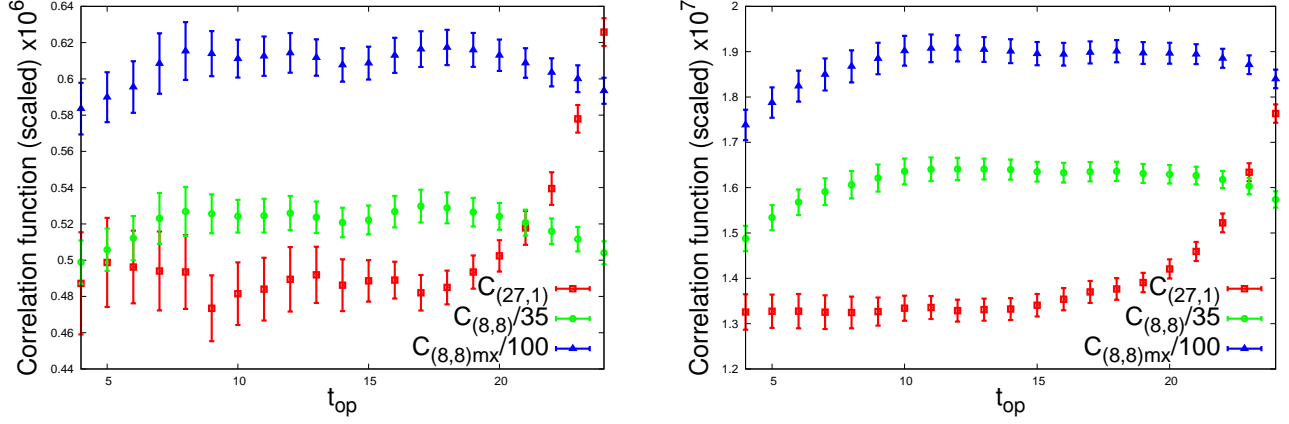 Correlation function (scaled) x10^6
0.64
0.62
0.6
0.58
0.56
0.54
0.52
0.5
0.48
0.46
0.44
5
10
15
20
t_op
C_(27,1)
C_(8,8)/35
C_(8,8)mx/100
Correlation function (scaled) x10^7
2
1.9
1.8
1.7
1.6
1.5
1.4
1.3
1.2
5
10
15
20
t_op
C_(27,1)
C_(8,8)/35
C_(8,8)mx/100